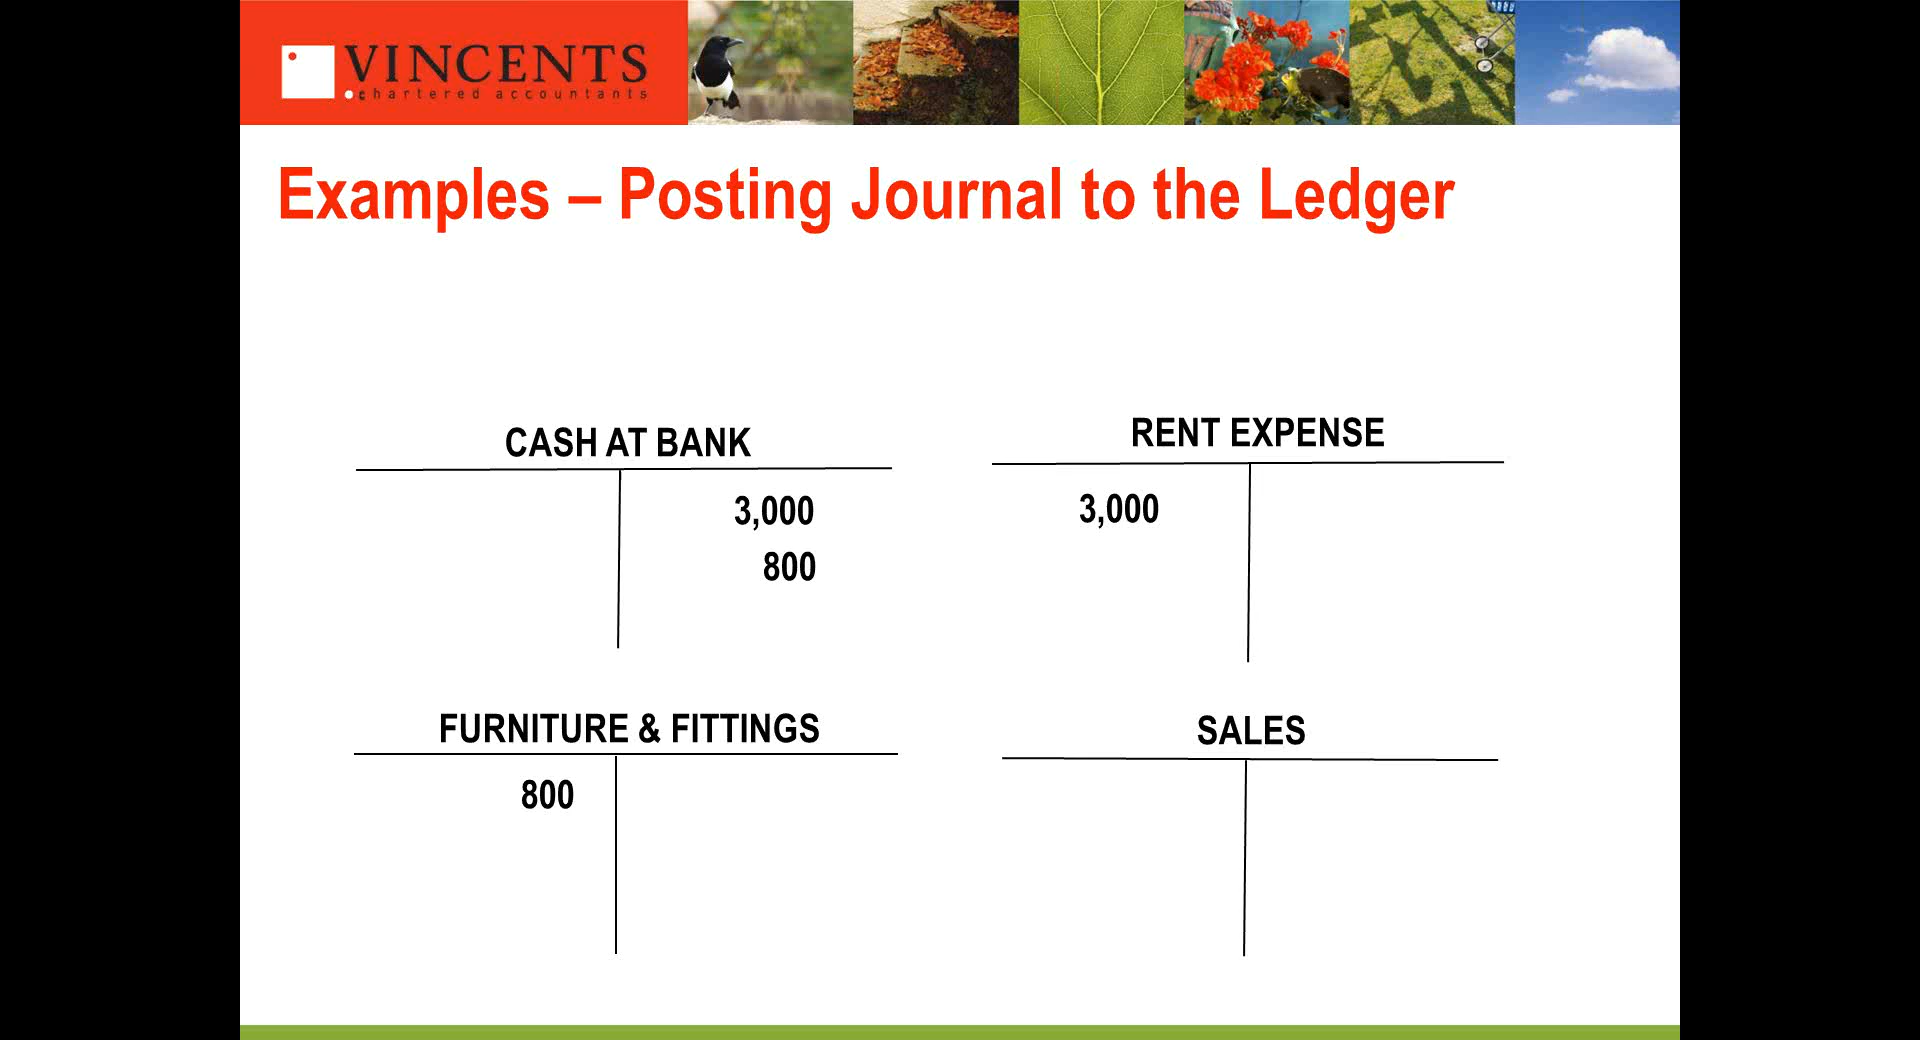 VINCENTS
chartered accountants
Examples – Posting Journal to the Ledger
CASH AT BANK
3,000
800
RENT EXPENSE
3,000
FURNITURE & FITTINGS
800
SALES